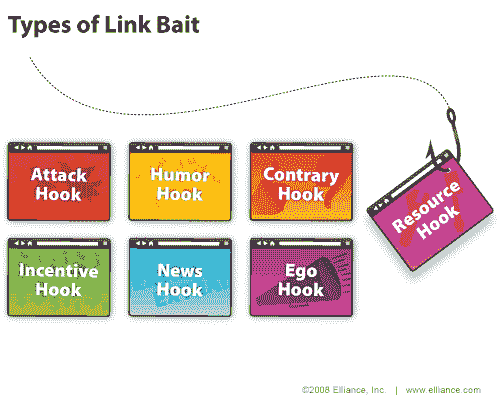 Types of Link Bait
Attack
Hook
Humor
Hook
Contrary
Hook
Resource
Hook
Incentive
Hook
News
Hook
Ego
Hook
©2008 Elliance, Inc. | www.elliance.com